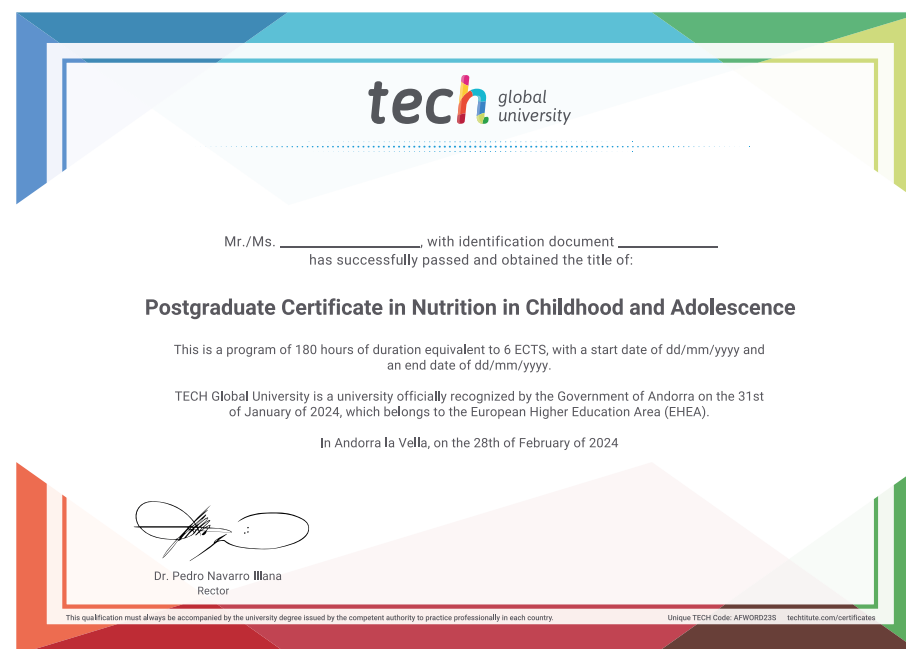 tech global university
Mr./Ms. ____________________, with identification document ______________
has successfully passed and obtained the title of:
Postgraduate Certificate in Nutrition in Childhood and Adolescence
This is a program of 180 hours of duration equivalent to 6 ECTS, with a start date of dd/mm/yyyy and
an end date of dd/mm/yyyy.
TECH Global University is a university officially recognized by the Government of Andorra on the 31st
of January of 2024, which belongs to the European Higher Education Area (EHEA).
In Andorra la Vella, on the 28th of February of 2024
Dr. Pedro Navarro Illana
Rector
This qualification must always be accompanied by the university degree issued by the competent authority to practice professionally in each country.
Unique TECH Code: AFWORD23S techtitute.com/certificates